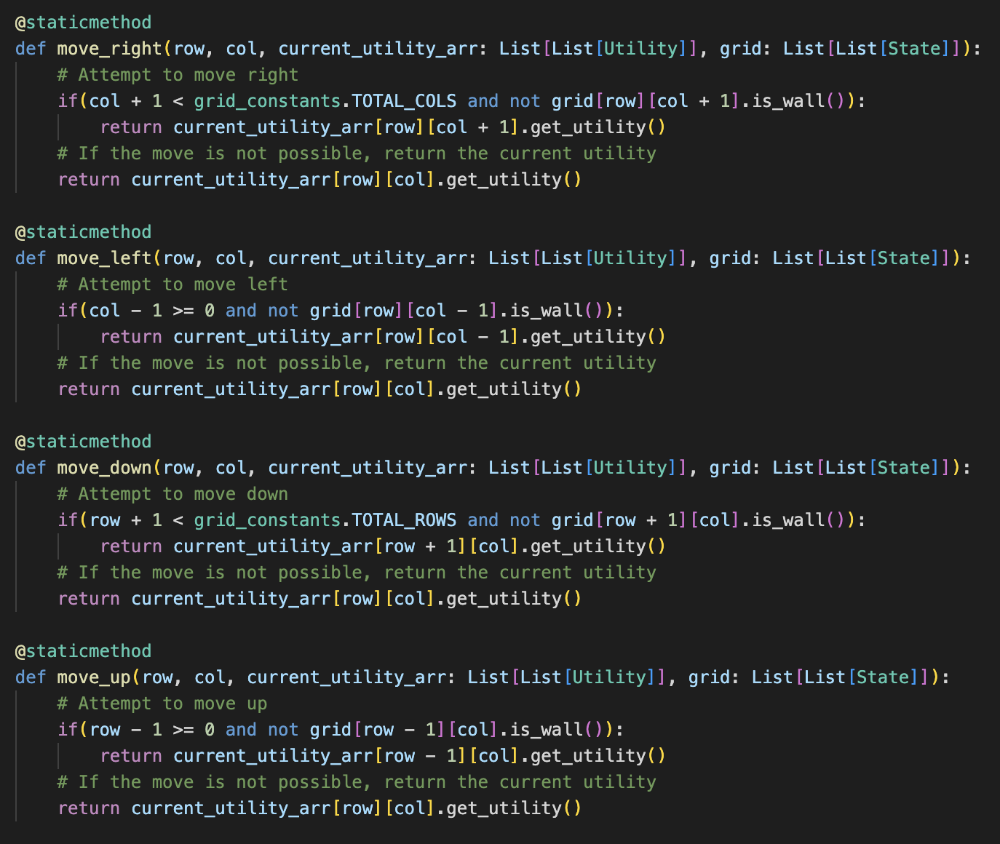 @staticmethod
def move_right(row, col, current_utility_arr: List[List[Utility]], grid: List[List[State]]):
    # Attempt to move right
    if(col + 1 < grid_constants.TOTAL_COLS and not grid[row][col + 1].is_wall()):
        return current_utility_arr[row][col + 1].get_utility()
    # If the move is not possible, return the current utility
    return current_utility_arr[row][col].get_utility()

@staticmethod
def move_left(row, col, current_utility_arr: List[List[Utility]], grid: List[List[State]]):
    # Attempt to move left
    if(col - 1 >= 0 and not grid[row][col - 1].is_wall()):
        return current_utility_arr[row][col - 1].get_utility()
    # If the move is not possible, return the current utility
    return current_utility_arr[row][col].get_utility()

@staticmethod
def move_down(row, col, current_utility_arr: List[List[Utility]], grid: List[List[State]]):
    # Attempt to move down
    if(row + 1 < grid_constants.TOTAL_ROWS and not grid[row + 1][col].is_wall()):
        return current_utility_arr[row + 1][col].get_utility()
    # If the move is not possible, return the current utility
    return current_utility_arr[row][col].get_utility()

@staticmethod
def move_up(row, col, current_utility_arr: List[List[Utility]], grid: List[List[State]]):
    # Attempt to move up
    if(row - 1 >= 0 and not grid[row - 1][col].is_wall()):
        return current_utility_arr[row - 1][col].get_utility()
    # If the move is not possible, return the current utility
    return current_utility_arr[row][col].get_utility()